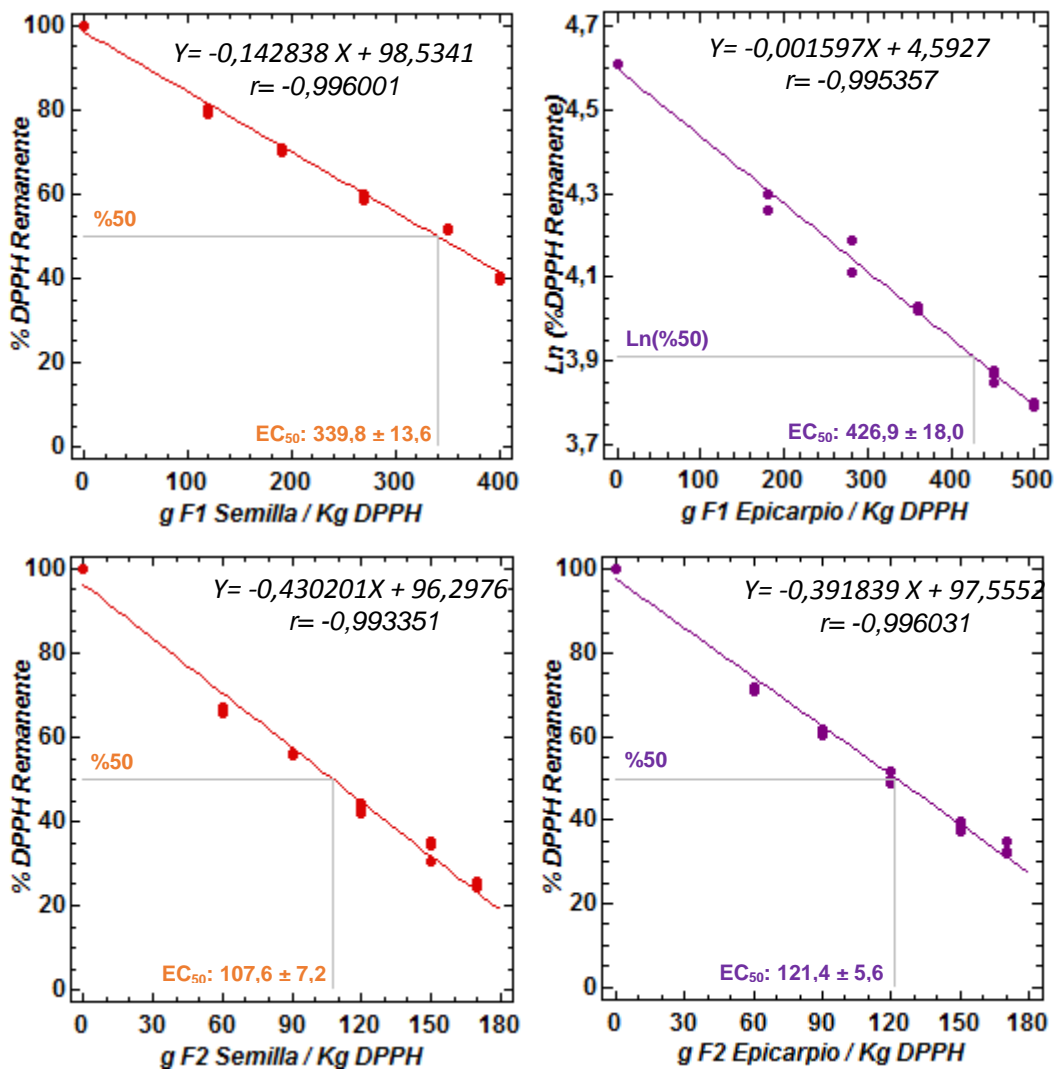 Y= -0,142838 X + 98,5341
r= -0,996001
% DPPH Remanente
100
80
60
40
20
0
%50
EC₅₀: 339,8 ± 13,6
0 100 200 300 400
g F1 Semilla / Kg DPPH
Y= -0,001597X + 4,5927
r= -0,995357
Ln (%DPPH Remanente)
4,7
4,5
4,3
4,1
3,9
3,7
Ln(%50)
EC₅₀: 426,9 ± 18,0
0 100 200 300 400 500
g F1 Epicarpio / Kg DPPH
Y= -0,430201X + 96,2976
r= -0,993351
% DPPH Remanente
100
80
60
40
20
0
%50
EC₅₀: 107,6 ± 7,2
0 30 60 90 120 150 180
g F2 Semilla / Kg DPPH
Y= -0,391839 X + 97,5552
r= -0,996031
% DPPH Remanente
100
80
60
40
20
0
%50
EC₅₀: 121,4 ± 5,6
0 30 60 90 120 150 180
g F2 Epicarpio / Kg DPPH